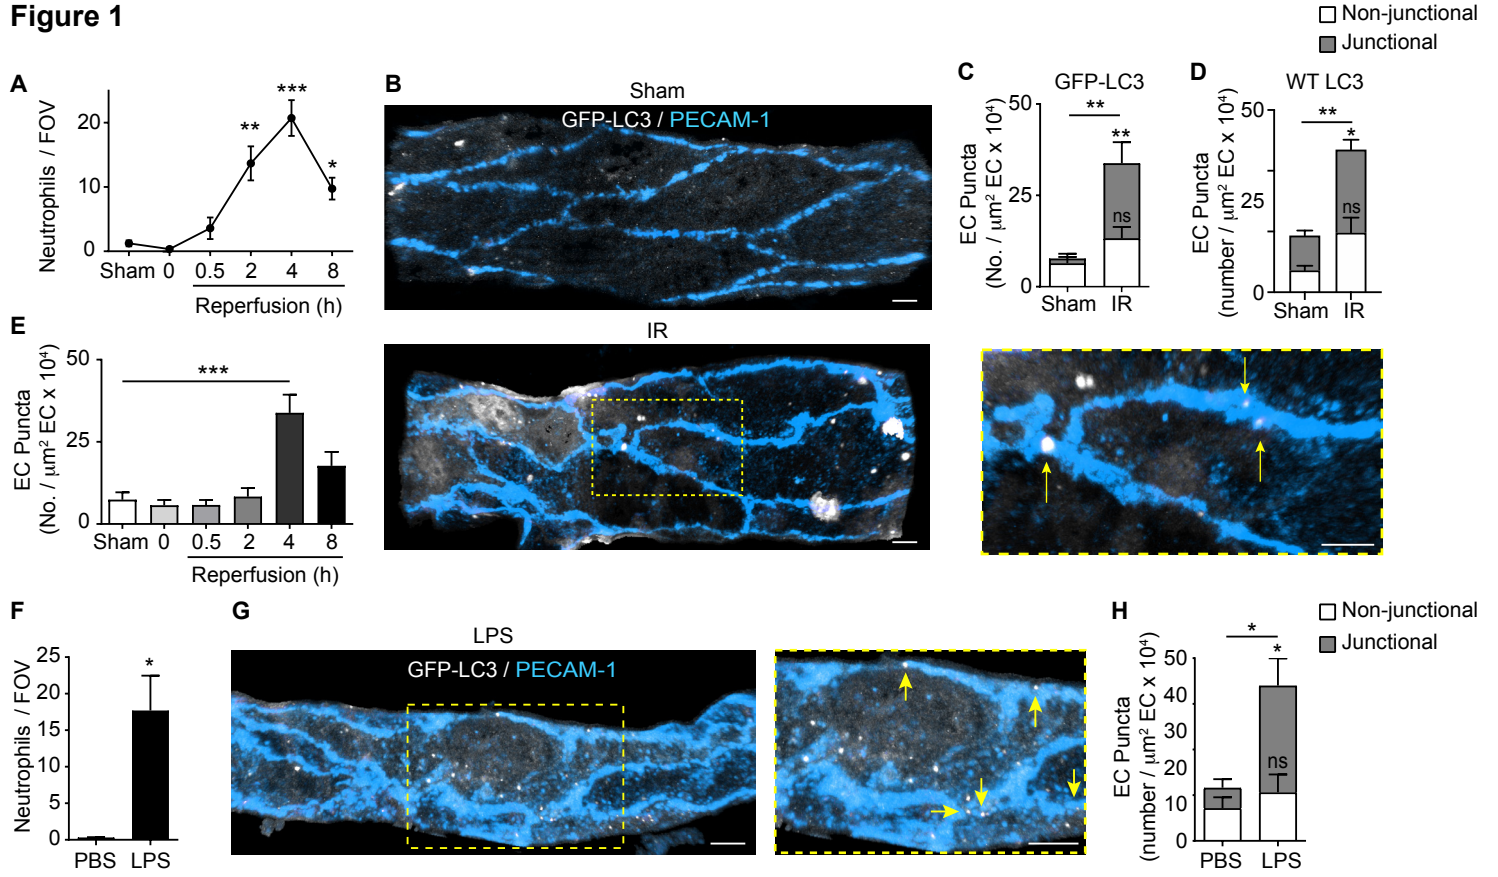 Figure 1
Non-junctional
Junctional
A
Neutrophils / FOV
20
10
0
***
**
*
Sham 0 0.5 2 4 8
Reperfusion (h)
B
Sham
GFP-LC3 / PECAM-1
IR
C
GFP-LC3
EC Puncta
(No. / μm² EC x 10⁴)
50
25
0
**
**
ns
Sham IR
D
WT LC3
EC Puncta
(number / μm² EC x 10⁴)
50
25
0
**
*
ns
Sham IR
E
EC Puncta
(No. / μm² EC x 10⁴)
50
25
0
***
Sham 0 0.5 2 4 8
Reperfusion (h)
F
Neutrophils / FOV
25
20
15
10
5
0
*
PBS LPS
G
LPS
GFP-LC3 / PECAM-1
H
Non-junctional
Junctional
EC Puncta
(number / μm² EC x 10⁴)
50
40
30
20
10
0
*
*
ns
PBS LPS